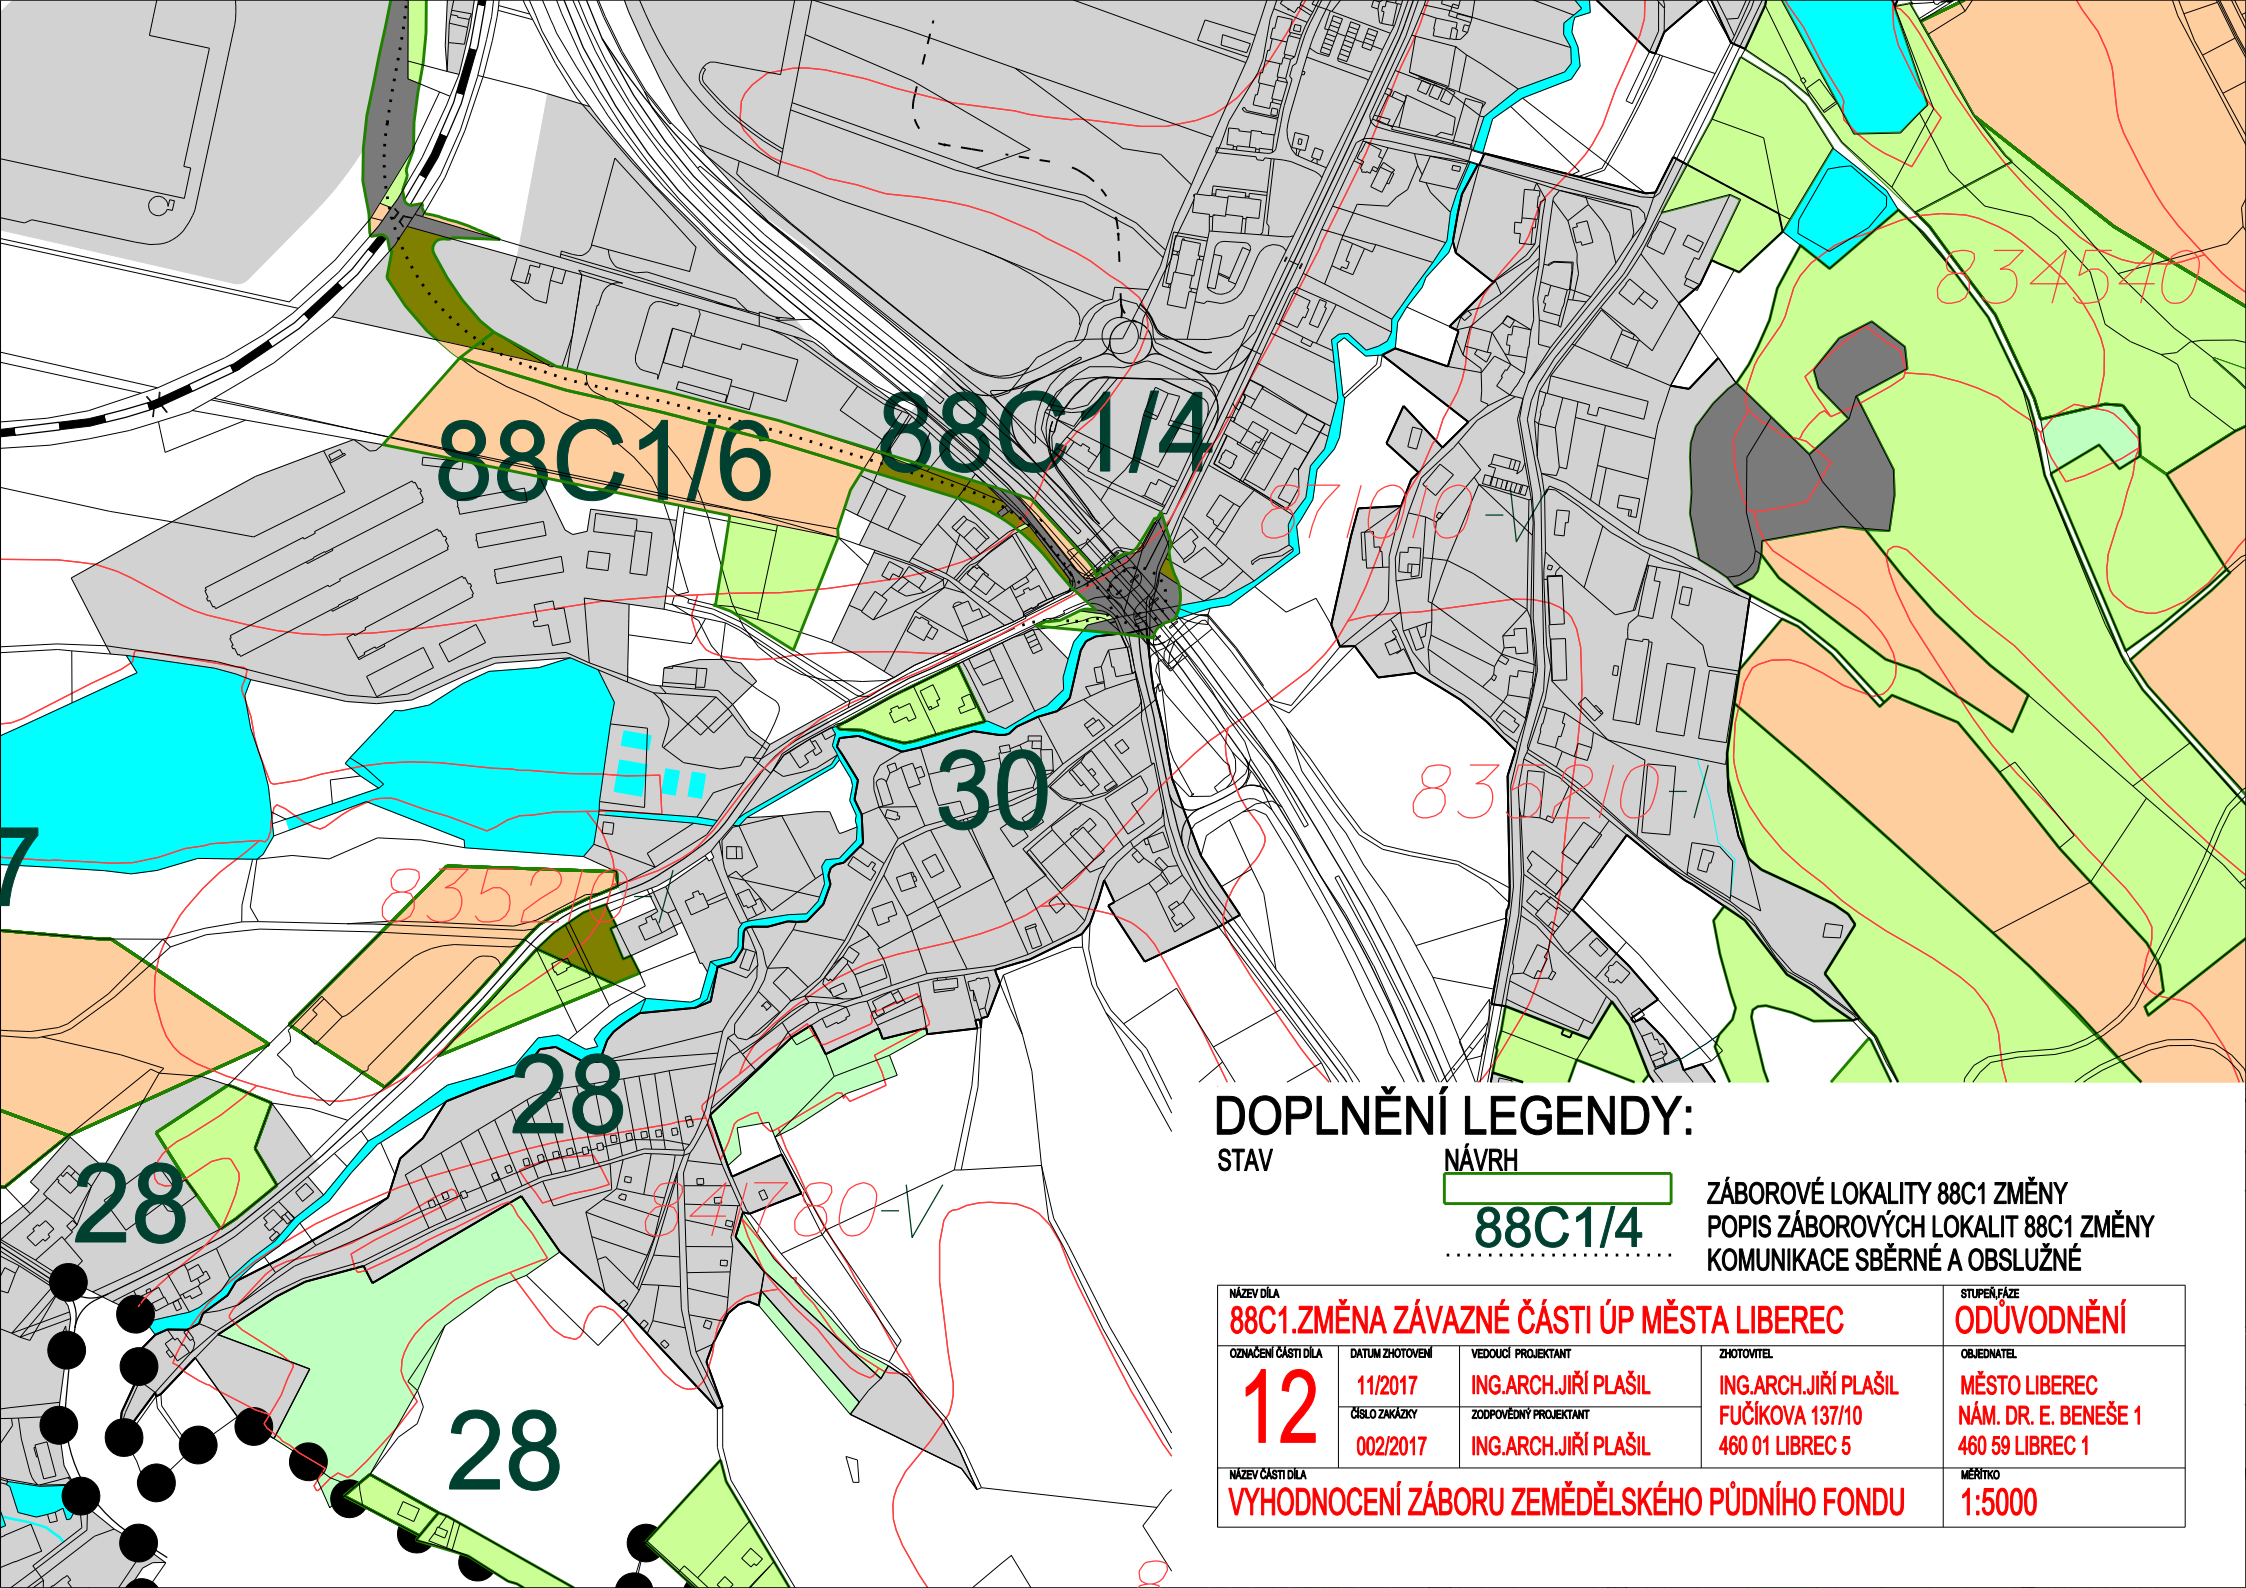 834540
88C1/4
88C1/6
871010-V
30
835210-V
7
835210-V
28
28
847780-V
28
8
DOPLNĚNÍ LEGENDY:
STAV NÁVRH
ZÁBOROVÉ LOKALITY 88C1 ZMĚNY
88C1/4 POPIS ZÁBOROVÝCH LOKALIT 88C1 ZMĚNY
KOMUNIKACE SBĚRNÉ A OBSLUŽNÉ
NÁZEV DÍLA STUPEŇ,FÁZE
88C1.ZMĚNA ZÁVAZNÉ ČÁSTI ÚP MĚSTA LIBEREC ODŮVODNĚNÍ
OZNAČENÍ ČÁSTI DÍLA DATUM ZHOTOVENÍ VEDOUCÍ PROJEKTANT ZHOTOVITEL OBJEDNATEL
12 11/2017 ING.ARCH.JIŘÍ PLAŠIL ING.ARCH.JIŘÍ PLAŠIL MĚSTO LIBEREC
ČÍSLO ZAKÁZKY ZODPOVĚDNÝ PROJEKTANT FUČÍKOVA 137/10 NÁM. DR. E. BENEŠE 1
002/2017 ING.ARCH.JIŘÍ PLAŠIL 460 01 LIBREC 5 460 59 LIBREC 1
NÁZEV ČÁSTI DÍLA MĚŘÍTKO
VYHODNOCENÍ ZÁBORU ZEMĚDĚLSKÉHO PŮDNÍHO FONDU 1:5000